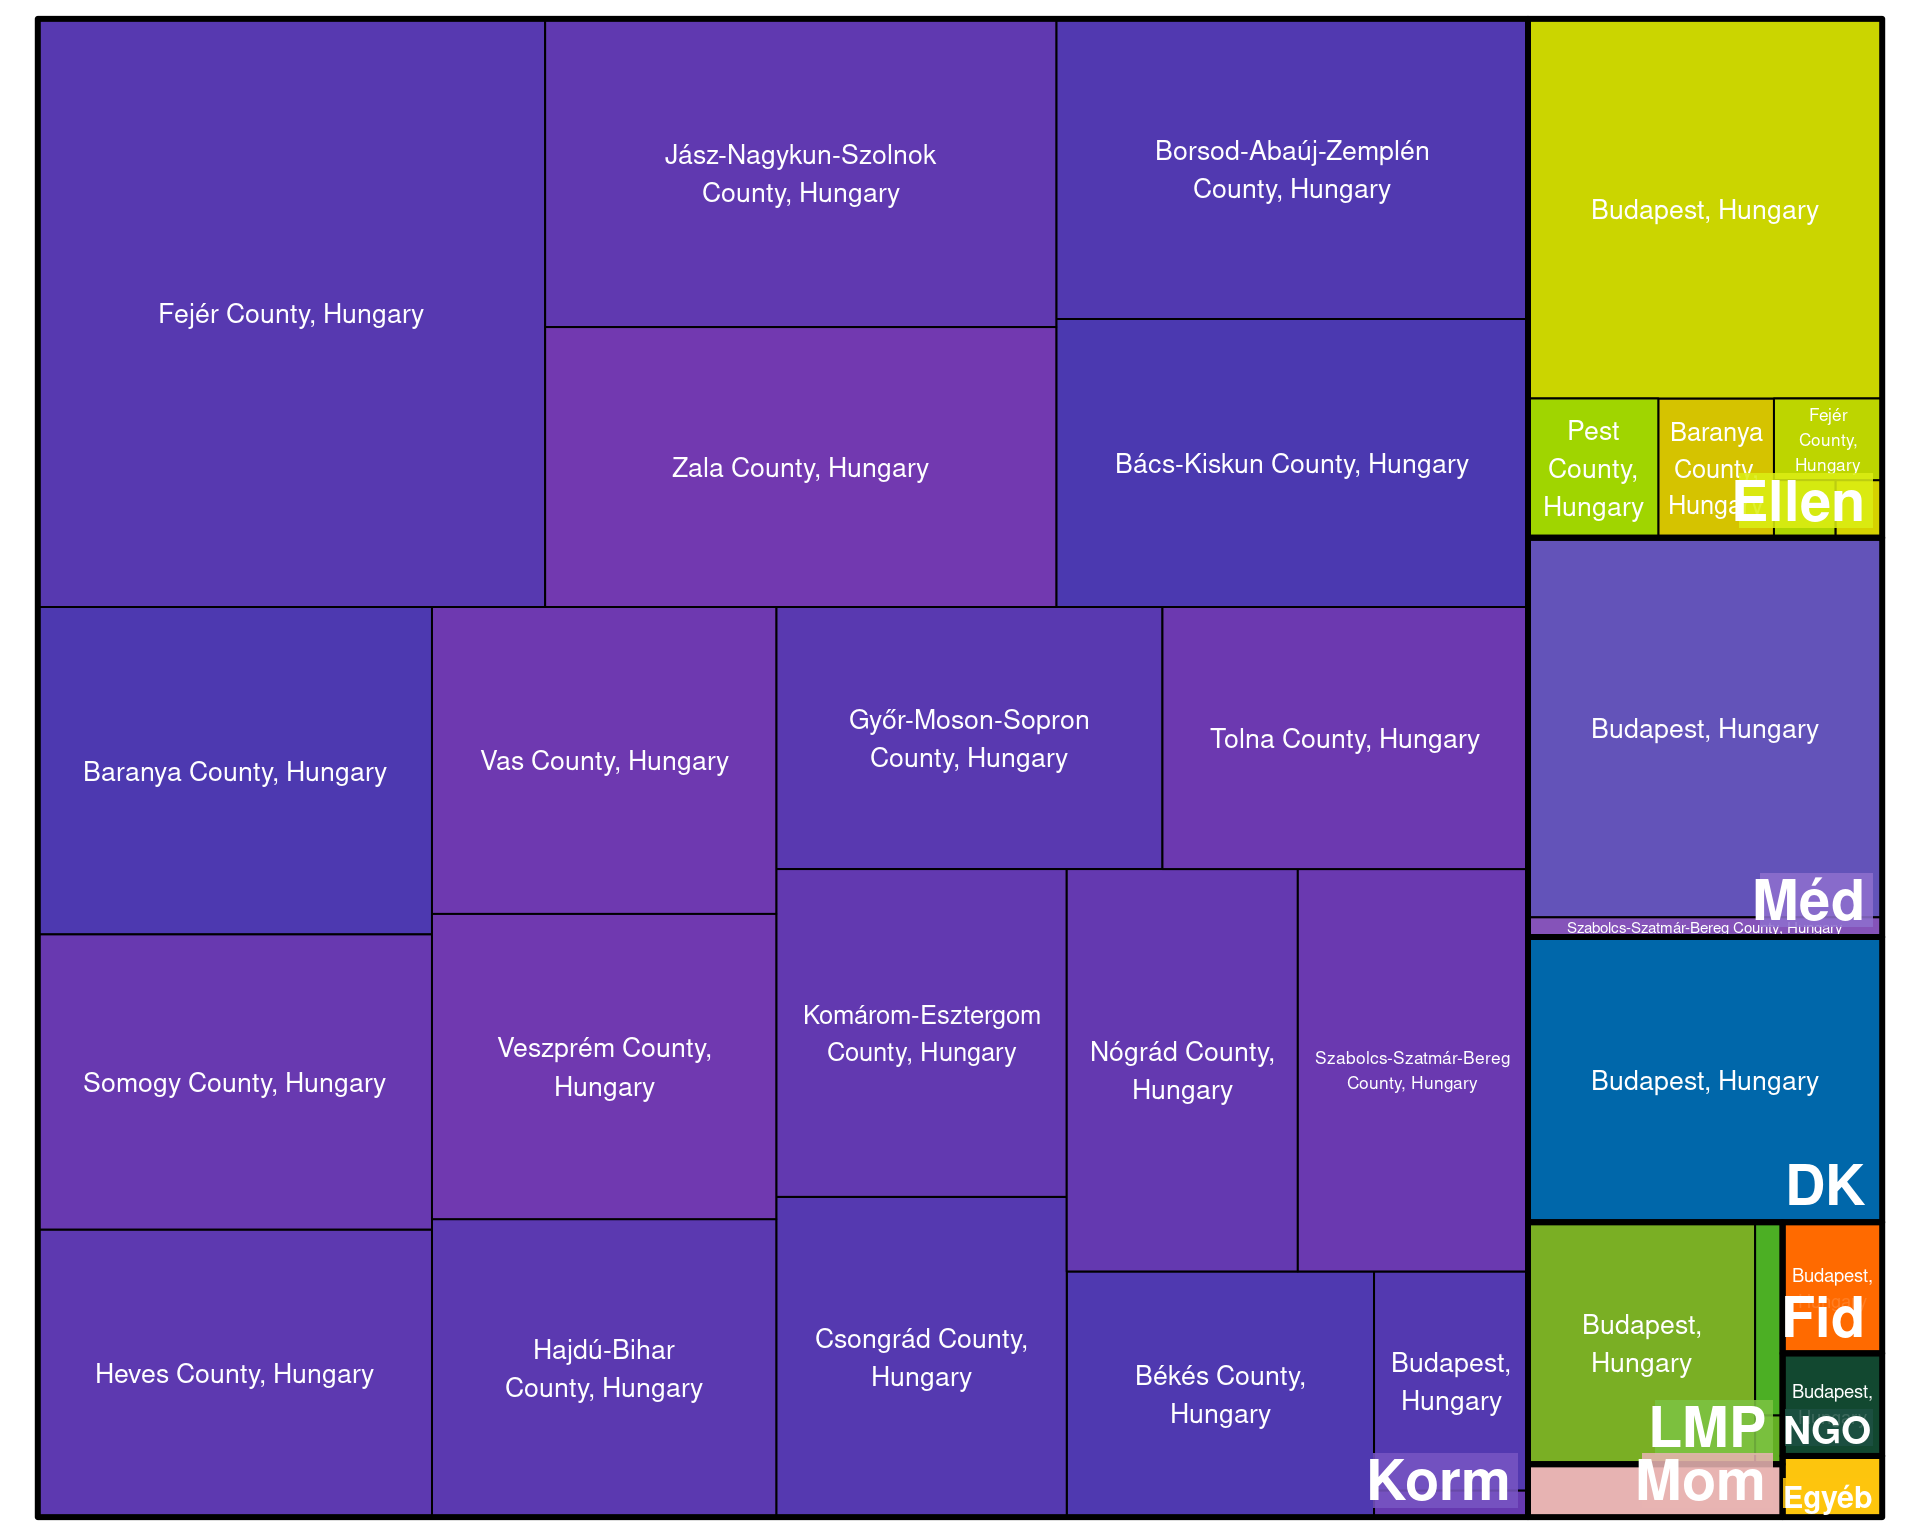 Fejér County, Hungary
Jász-Nagykun-Szolnok
County, Hungary
Borsod-Abaúj-Zemplén
County, Hungary
Zala County, Hungary
Bács-Kiskun County, Hungary
Baranya County, Hungary
Vas County, Hungary
Győr-Moson-Sopron
County, Hungary
Tolna County, Hungary
Somogy County, Hungary
Veszprém County,
Hungary
Komárom-Esztergom
County, Hungary
Nógrád County,
Hungary
Szabolcs-Szatmár-Bereg
County, Hungary
Heves County, Hungary
Hajdú-Bihar
County, Hungary
Csongrád County,
Hungary
Békés County,
Hungary
Budapest,
Hungary
Korm
Budapest, Hungary
Pest
County,
Hungary
Baranya
County,
Hungary
Fejér
County,
Hungary
Ellen
Budapest, Hungary
Méd
Szabolcs-Szatmár-Bereg County, Hungary
Budapest, Hungary
DK
Budapest,
Hungary
LMP
Mom
Budapest,
Hungary
Fid
Budapest,
Hungary
NGO
Egyéb